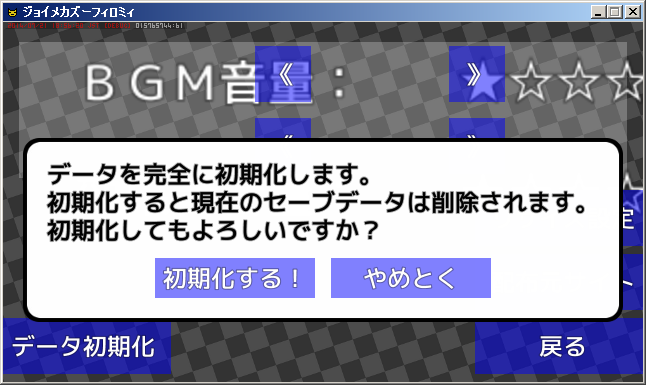 ジョイメカズーフィロミィ
015765744:61
BGM音量：
《
》
★☆☆☆
データを完全に初期化します。
初期化すると現在のセーブデータは削除されます。
初期化してもよろしいですか？
初期化する！
やめとく
定
データ初期化
戻る